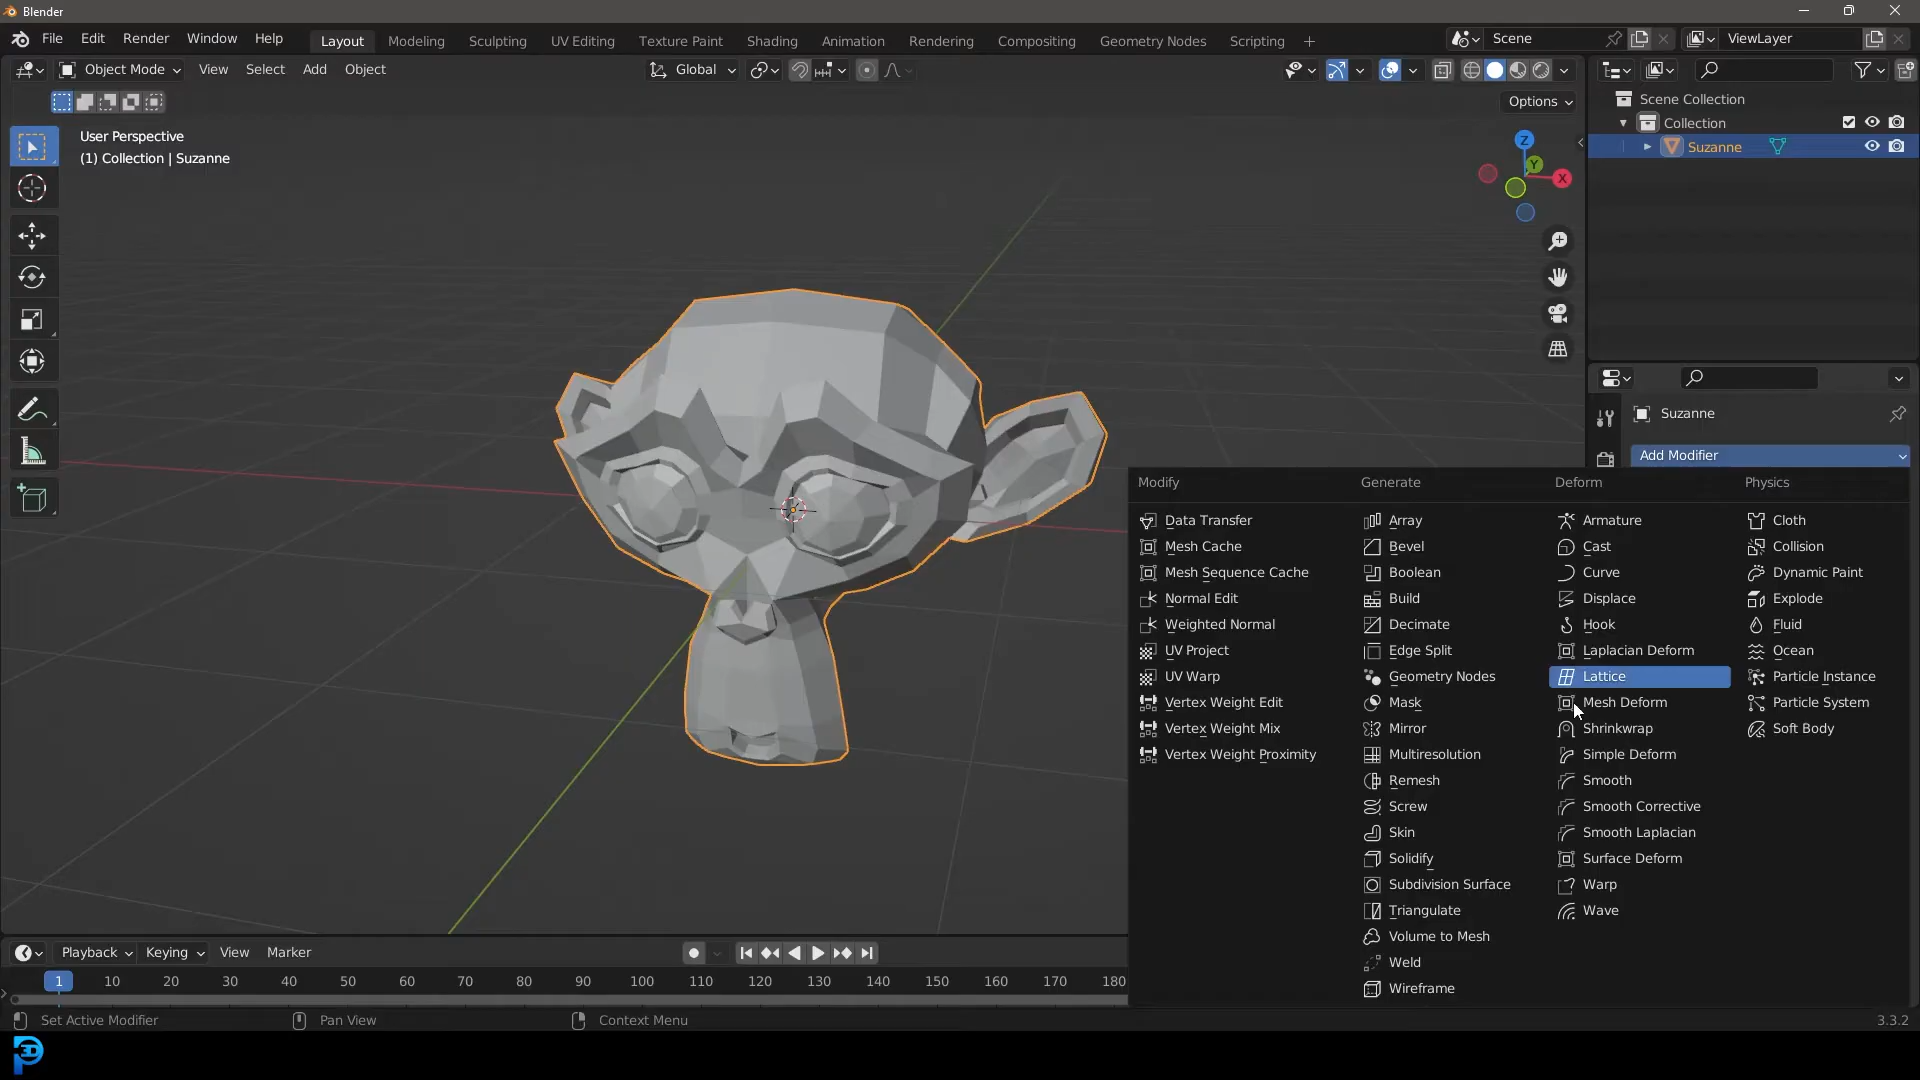 Blender
File Edit Render Window Help
Layout Modeling Sculpting UV Editing Texture Paint Shading Animation Rendering Compositing Geometry Nodes Scripting +
Scene
ViewLayer
Object Mode View Select Add Object
Global
Options
User Perspective
(1) Collection | Suzanne
Z
Y
X
Scene Collection
Collection
Suzanne
Suzanne
Add Modifier
Modify Generate Deform Physics
Data Transfer Array Armature Cloth
Mesh Cache Bevel Cast Collision
Mesh Sequence Cache Boolean Curve Dynamic Paint
Normal Edit Build Displace Explode
Weighted Normal Decimate Hook Fluid
UV Project Edge Split Laplacian Deform Ocean
UV Warp Geometry Nodes Lattice Particle Instance
Vertex Weight Edit Mask Mesh Deform Particle System
Vertex Weight Mix Mirror Shrinkwrap Soft Body
Vertex Weight Proximity Multiresolution Simple Deform
Remesh Smooth
Screw Smooth Corrective
Skin Smooth Laplacian
Solidify Surface Deform
Subdivision Surface Warp
Triangulate Wave
Volume to Mesh
Weld
Wireframe
Playback Keying View Marker
1 10 20 30 40 50 60 70 80 90 100 110 120 130 140 150 160 170 180
Set Active Modifier Pan View Context Menu
3.3.2